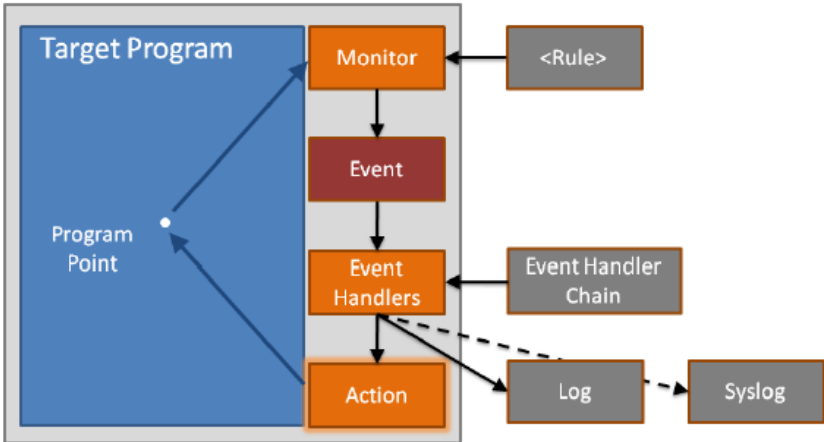 Target Program
Monitor
<Rule>
Event
Program
Point
Event
Handlers
Event Handler
Chain
Action
Log
Syslog